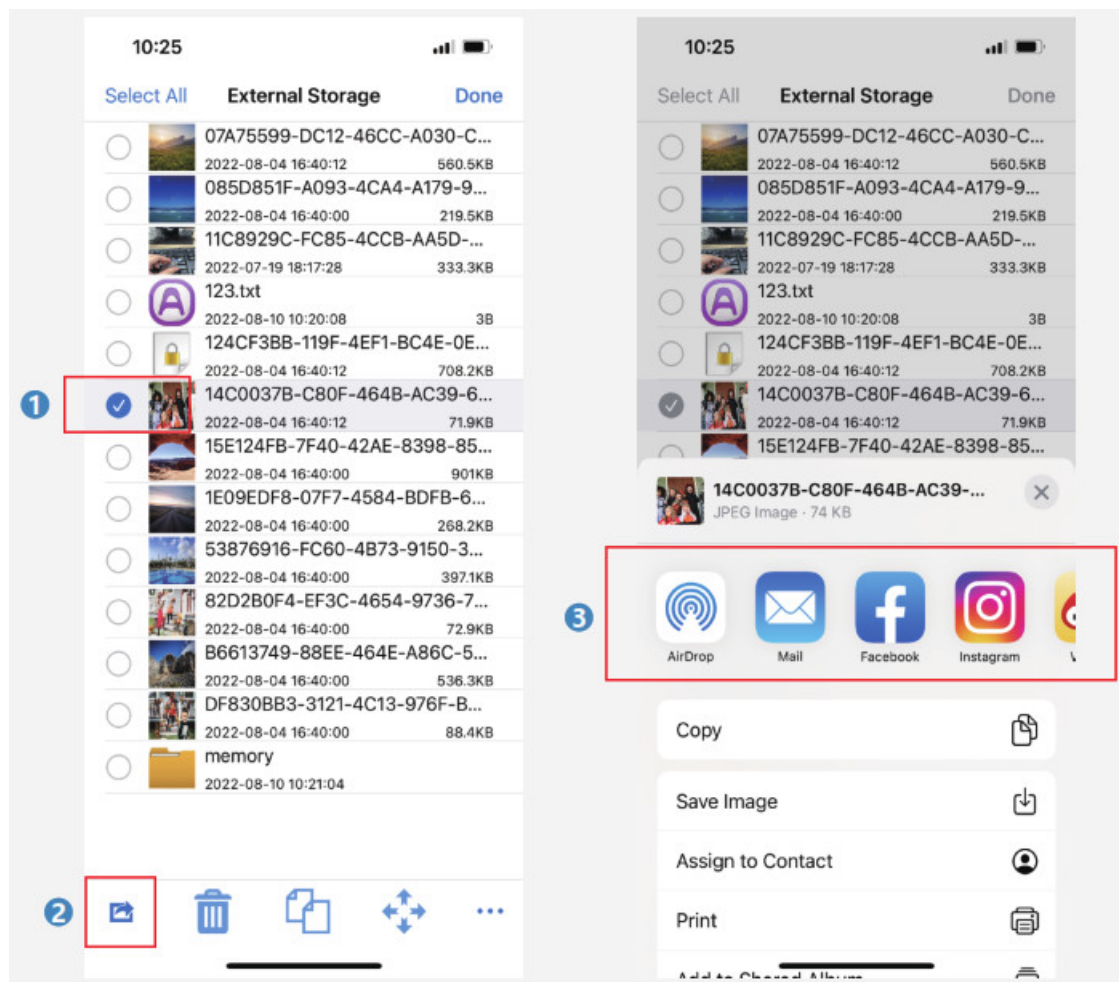 10:25
Select All External Storage Done
07A75599-DC12-46CC-A030-C...
2022-08-04 16:40:12 560.5KB
085D851F-A093-4CA4-A179-9...
2022-08-04 16:40:00 219.5KB
11C8929C-FC85-4CCB-AA5D-...
2022-07-19 18:17:28 333.3KB
123.txt
2022-08-10 10:20:08 3B
124CF3BB-119F-4EF1-BC4E-0E...
2022-08-04 16:40:12 708.2KB
1
14C0037B-C80F-464B-AC39-6...
2022-08-04 16:40:12 71.9KB
15E124FB-7F40-42AE-8398-85...
2022-08-04 16:40:00 901KB
1E09EDF8-07F7-4584-BDFB-6...
2022-08-04 16:40:00 268.2KB
53876916-FC60-4B73-9150-3...
2022-08-04 16:40:00 397.1KB
82D2B0F4-EF3C-4654-9736-7...
2022-08-04 16:40:00 72.9KB
B6613749-88EE-464E-A86C-5...
2022-08-04 16:40:00 536.3KB
DF830BB3-3121-4C13-976F-B...
2022-08-04 16:40:00 88.4KB
memory
2022-08-10 10:21:04
2
10:25
Select All External Storage Done
07A75599-DC12-46CC-A030-C...
2022-08-04 16:40:12 560.5KB
085D851F-A093-4CA4-A179-9...
2022-08-04 16:40:00 219.5KB
11C8929C-FC85-4CCB-AA5D-...
2022-07-19 18:17:28 333.3KB
123.txt
2022-08-10 10:20:08 3B
124CF3BB-119F-4EF1-BC4E-0E...
2022-08-04 16:40:12 708.2KB
14C0037B-C80F-464B-AC39-6...
2022-08-04 16:40:12 71.9KB
15E124FB-7F40-42AE-8398-85...
14C0037B-C80F-464B-AC39-...
JPEG Image · 74 KB
3
AirDrop Mail Facebook Instagram
Copy
Save Image
Assign to Contact
Print
Add to Shared Album